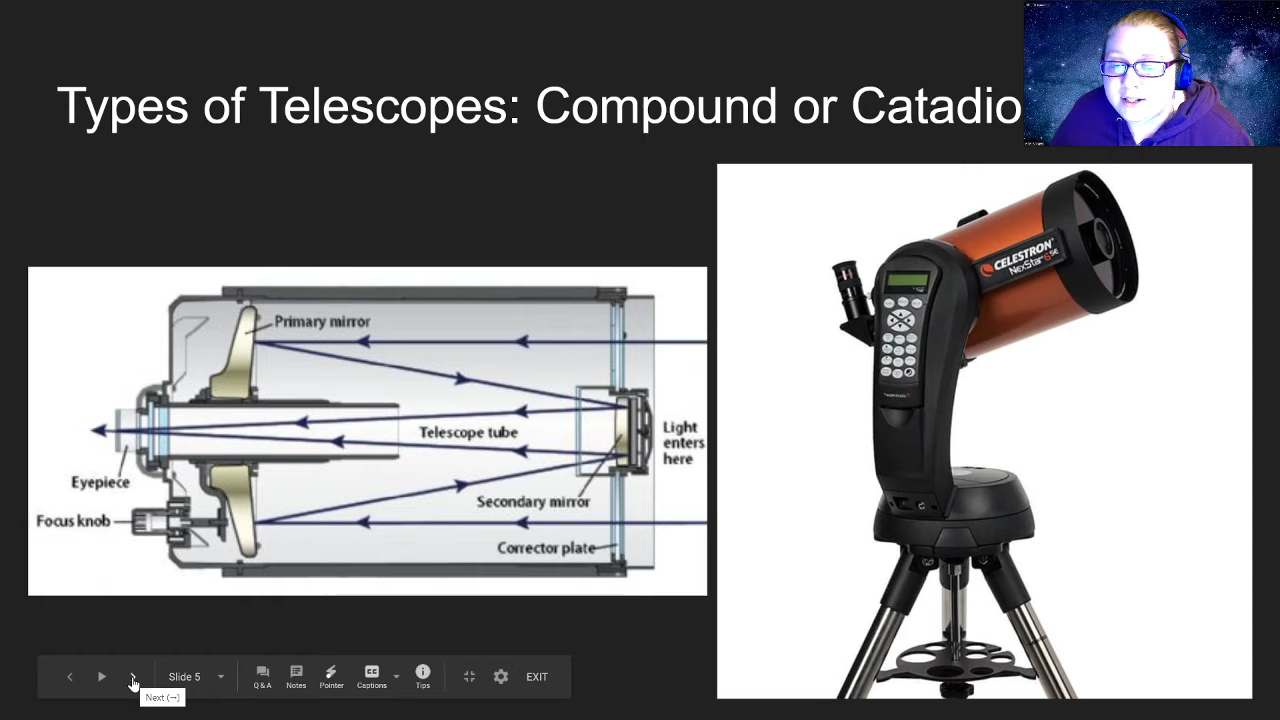 Types of Telescopes: Compound or Catadio
Primary mirror
Telescope tube
Light
enters
here
Eyepiece
Secondary mirror
Focus knob
Corrector plate
CELESTRON
NexStar 6SE
Slide 5
Q & A
Notes
Pointer
Captions
Tips
EXIT
Next (→)